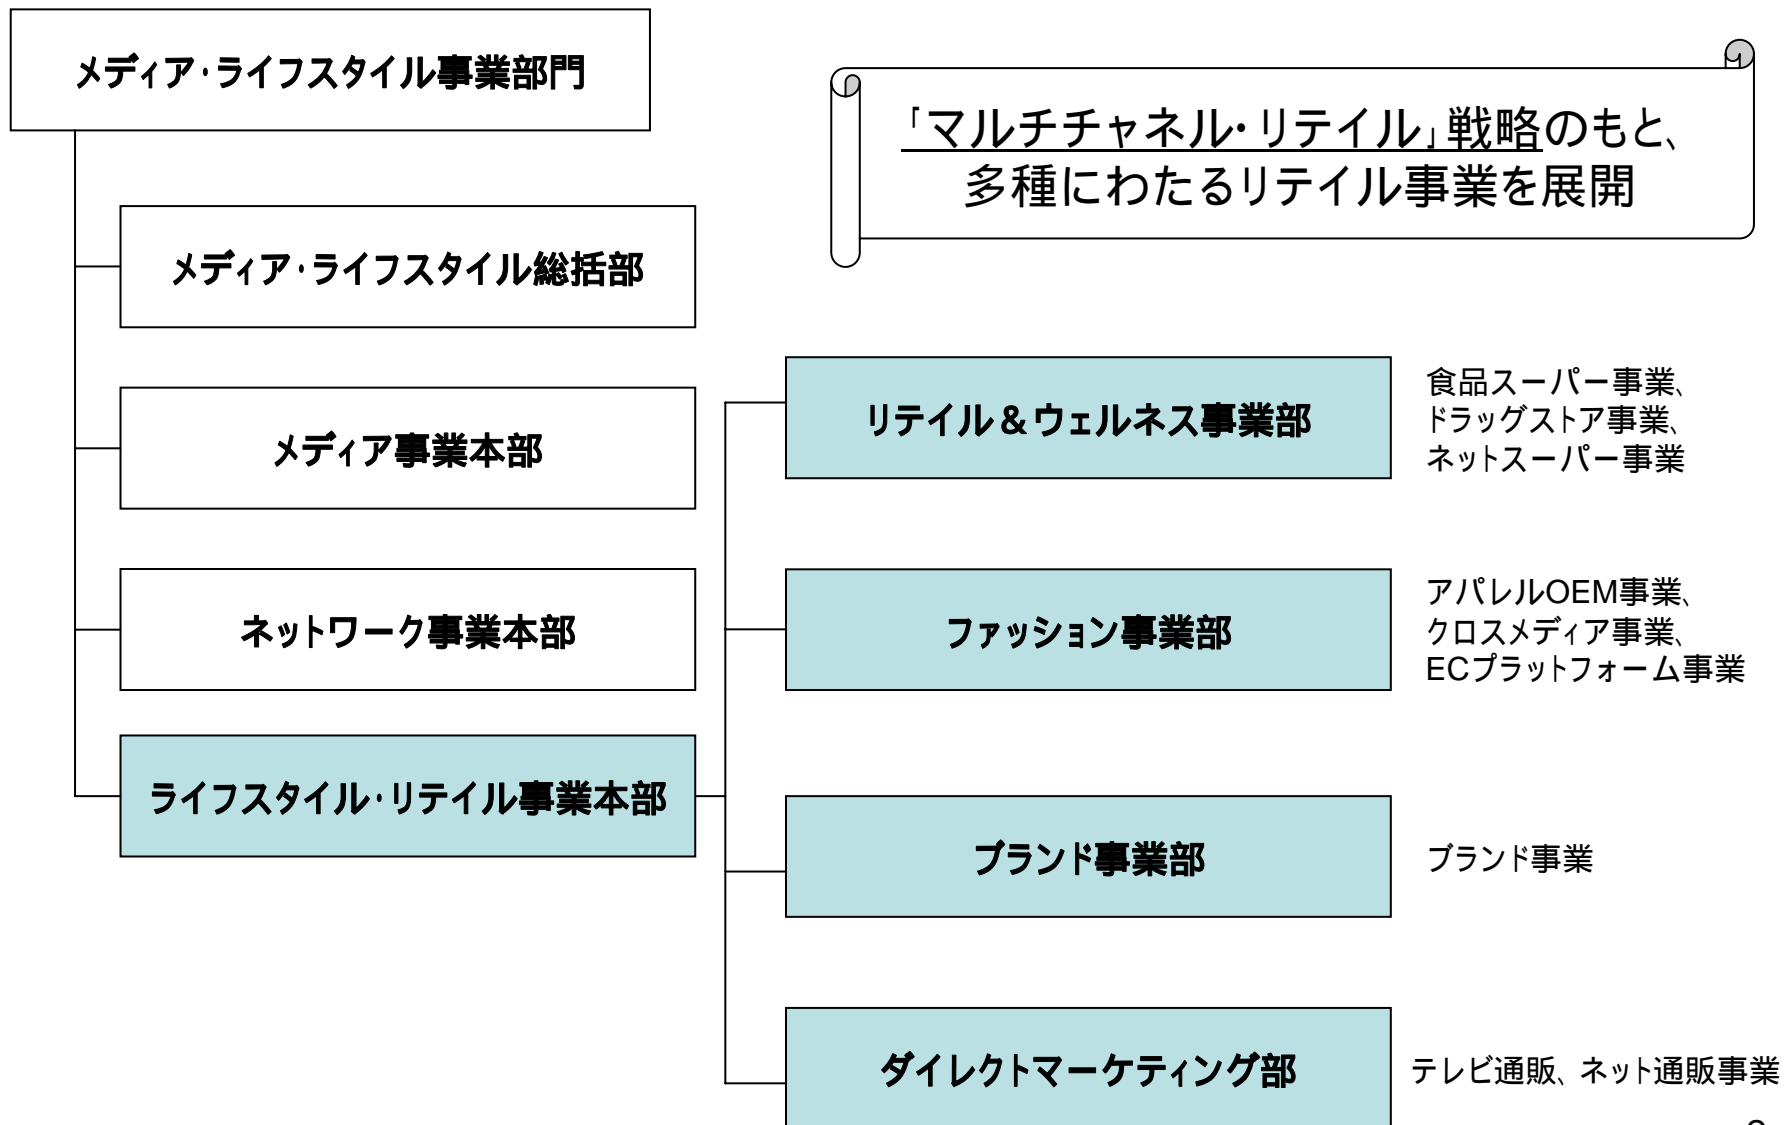 メディア・ライフスタイル事業部門
「マルチチャネル・リテイル」戦略のもと、
多種にわたるリテイル事業を展開
メディア・ライフスタイル総括部
メディア事業本部
ネットワーク事業本部
ライフスタイル・リテイル事業本部
リテイル&ウェルネス事業部
食品スーパー事業、
ドラッグストア事業、
ネットスーパー事業
ファッション事業部
アパレルOEM事業、
クロスメディア事業、
ECプラットフォーム事業
ブランド事業部
ブランド事業
ダイレクトマーケティング部
テレビ通販、ネット通販事業